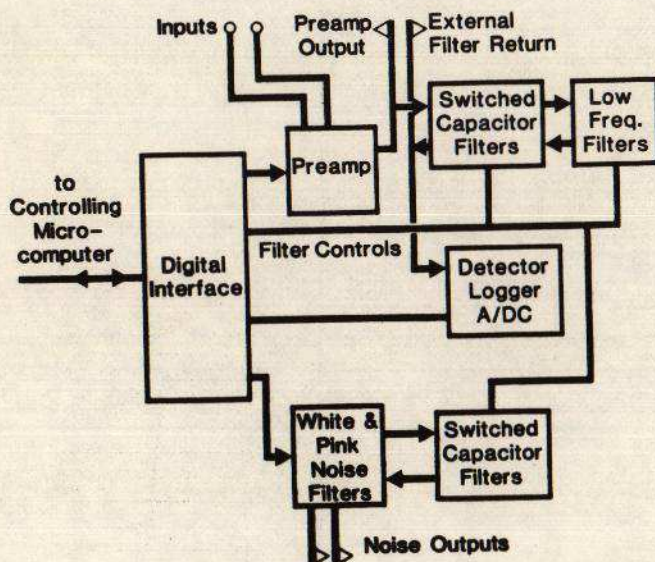 Inputs
Preamp
Output
External
Filter Return
Switched
Capacitor
Filters
Low
Freq.
Filters
Preamp
to
Controlling
Micro-
computer
Digital
Interface
Filter Controls
Detector
Logger
A/DC
White &
Pink
Noise
Filters
Switched
Capacitor
Filters
Noise Outputs